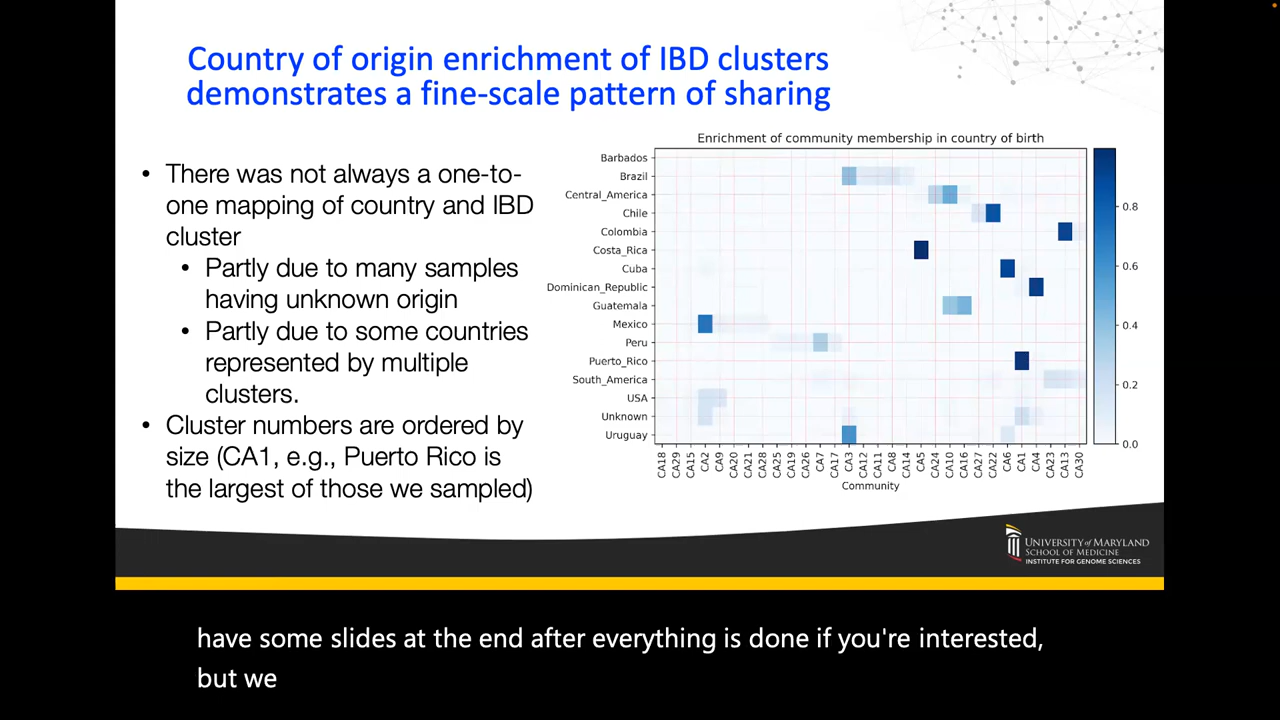 Country of origin enrichment of IBD clusters
demonstrates a fine-scale pattern of sharing
• There was not always a one-to-
one mapping of country and IBD
cluster
• Partly due to many samples
having unknown origin
• Partly due to some countries
represented by multiple
clusters.
• Cluster numbers are ordered by
size (CA1, e.g., Puerto Rico is
the largest of those we sampled)
Enrichment of community membership in country of birth
Barbados
Brazil
Central_America
Chile
Colombia
Costa_Rica
Cuba
Dominican_Republic
Guatemala
Mexico
Peru
Puerto_Rico
South_America
USA
Unknown
Uruguay
CA18
CA29
CA15
CA2
CA9
CA20
CA21
CA28
CA25
CA19
CA26
CA7
CA17
CA3
CA12
CA11
CA8
CA14
CA5
CA24
CA10
CA16
CA27
CA22
CA6
CA1
CA4
CA23
CA13
CA30
Community
0.8
0.6
0.4
0.2
0.0
UNIVERSITY of MARYLAND
SCHOOL OF MEDICINE
INSTITUTE FOR GENOME SCIENCES
have some slides at the end after everything is done if you're interested,
but we